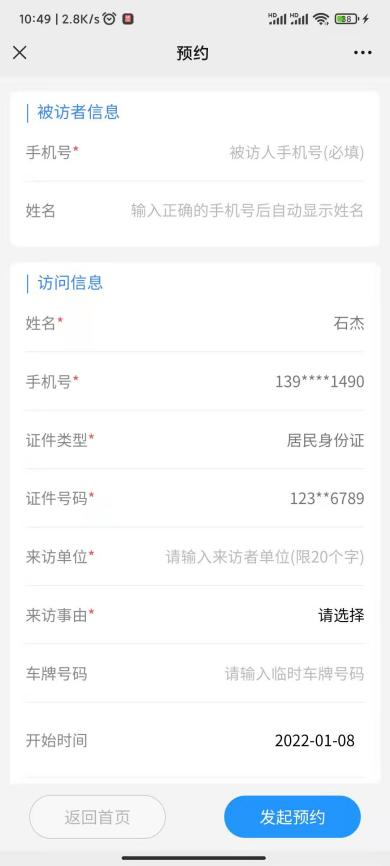 10:49 | 2.8K/s
HD HD 88
预约
被访者信息
手机号* 被访人手机号(必填)
姓名 输入正确的手机号后自动显示姓名
访问信息
姓名* 石杰
手机号* 139****1490
证件类型* 居民身份证
证件号码* 123**6789
来访单位* 请输入来访者单位(限20个字)
来访事由* 请选择
车牌号码 请输入临时车牌号码
开始时间 2022-01-08
返回首页 发起预约